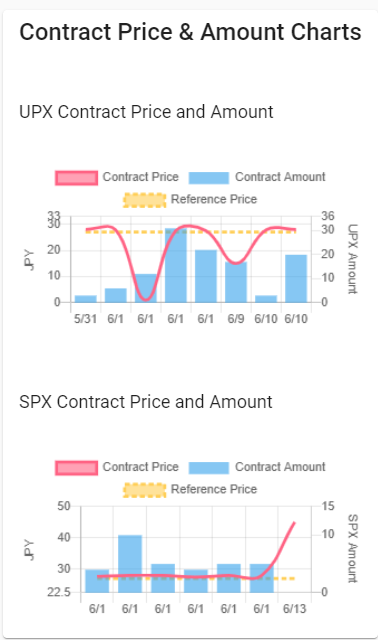 Contract Price & Amount Charts
UPX Contract Price and Amount
Contract Price Contract Amount
Reference Price
33 36
30 30
20 20
10 10
0 0
JPY
UPX Amount
5/31 6/1 6/1 6/1 6/1 6/9 6/10 6/10
SPX Contract Price and Amount
Contract Price Contract Amount
Reference Price
50 15
40 10
30
22.5 0
JPY
SPX Amount
6/1 6/1 6/1 6/1 6/1 6/1 6/13